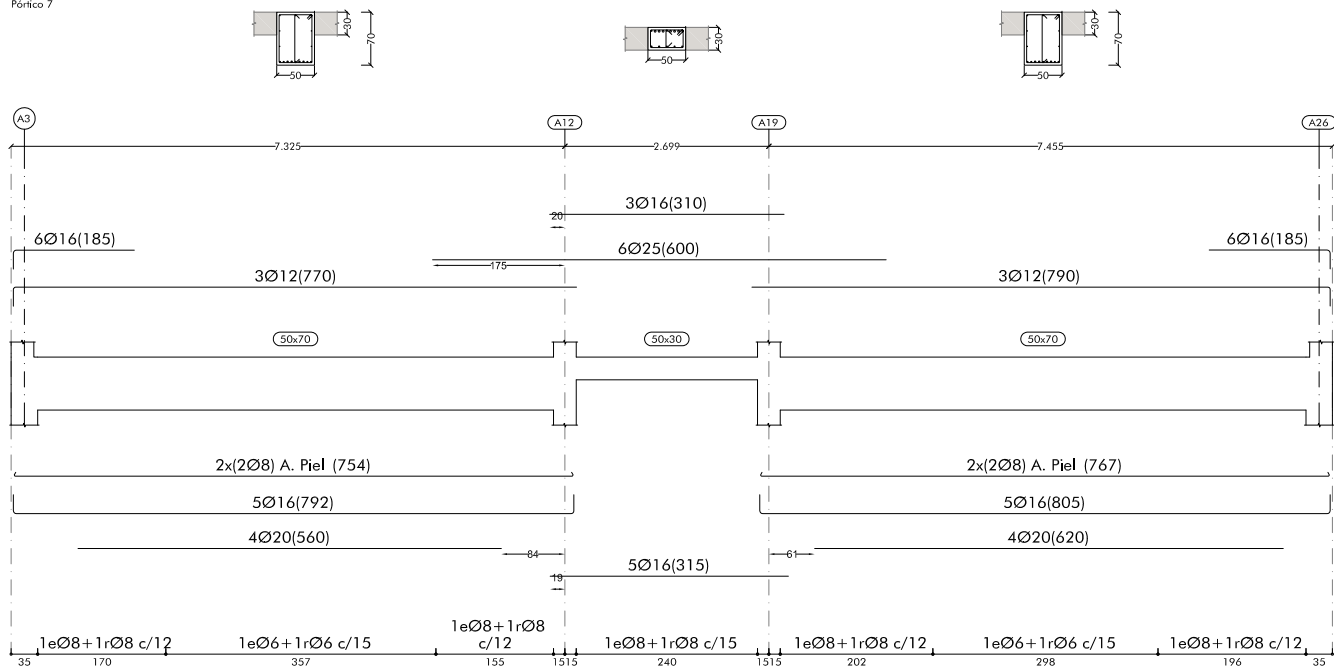 Pórtico 7
30
70
50
30
50
30
70
50
A3
A12
A19
A26
7.325
2.699
7.455
3Ø16(310)
20
6Ø16(185)
6Ø25(600)
6Ø16(185)
175
3Ø12(770)
3Ø12(790)
50x70
50x30
50x70
2x(2Ø8) A. Piel (754)
2x(2Ø8) A. Piel (767)
5Ø16(792)
5Ø16(805)
4Ø20(560)
4Ø20(620)
84
61
5Ø16(315)
19
1eØ8+1rØ8 c/12
1eØ6+1rØ6 c/15
1eØ8+1rØ8
c/12
1eØ8+1rØ8 c/15
1eØ8+1rØ8 c/12
1eØ6+1rØ6 c/15
1eØ8+1rØ8 c/12
35
170
357
155
15
15
240
15
15
202
298
196
35